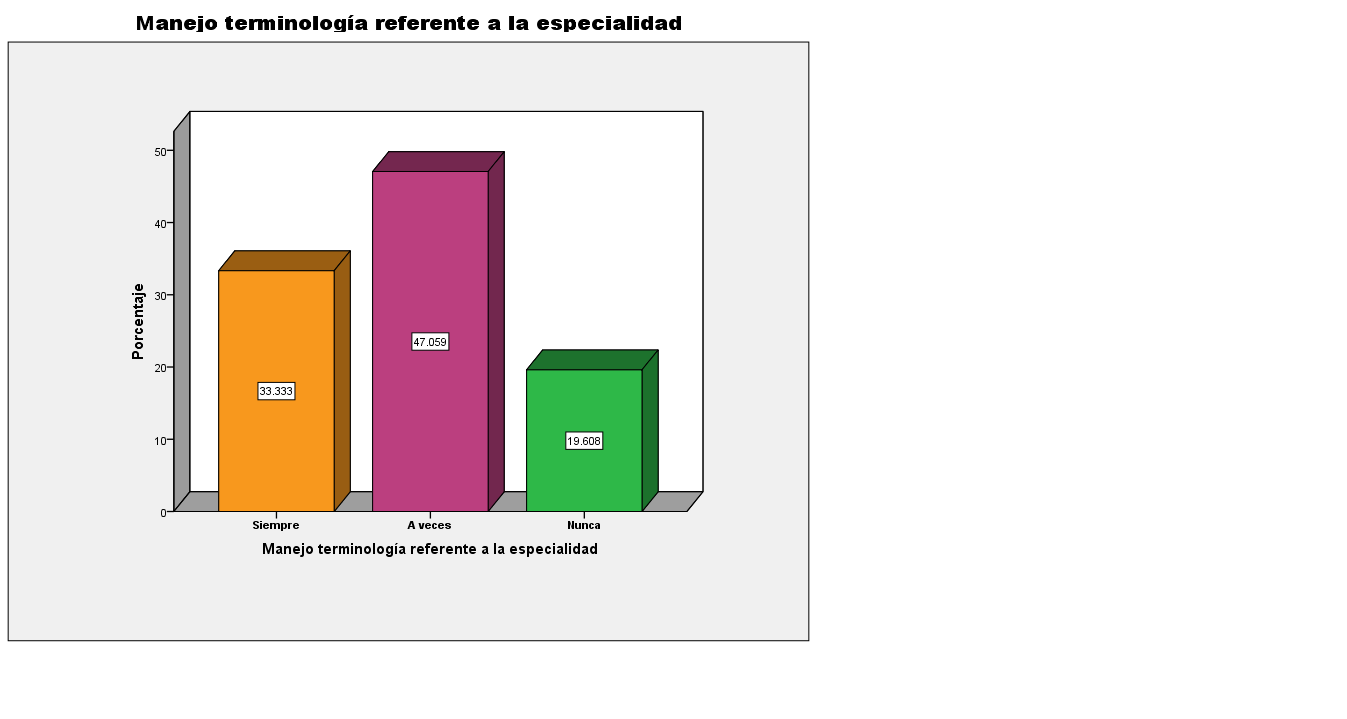 Manejo terminología referente a la especialidad
50
40
30
20
10
0
Porcentaje
33.333
47.059
19.608
Siempre
A veces
Nunca
Manejo terminología referente a la especialidad